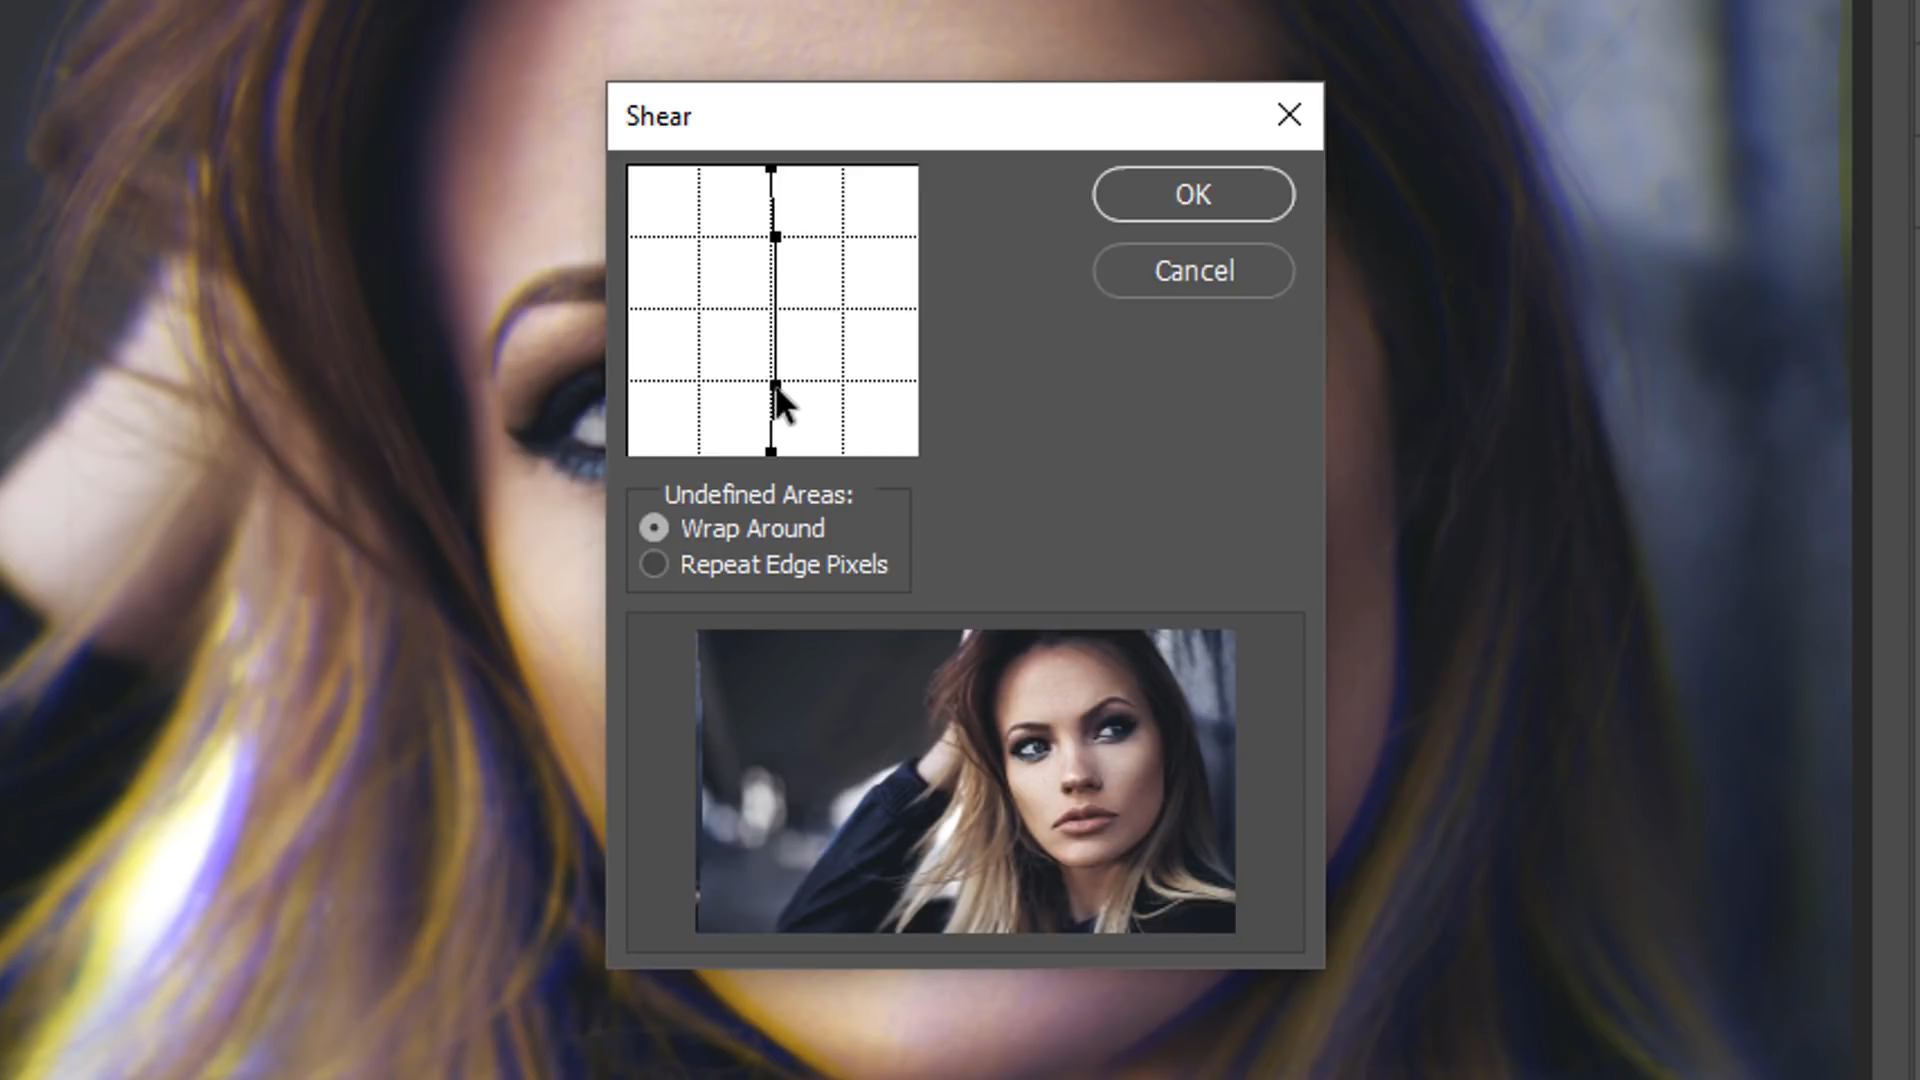 Shear
OK
Cancel
Undefined Areas:
Wrap Around
Repeat Edge Pixels